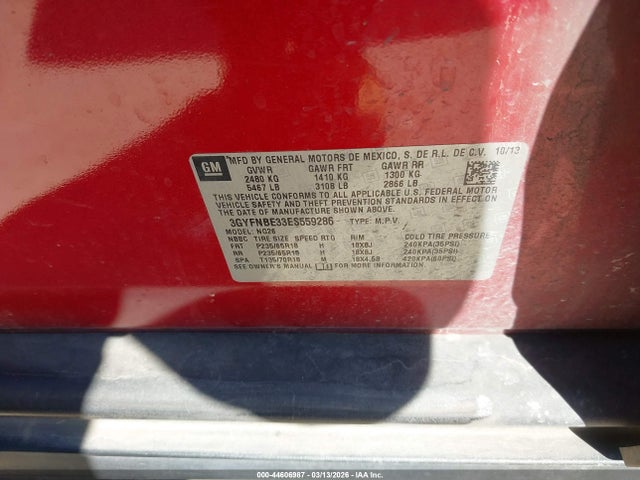 GM
MFD BY GENERAL MOTORS DE MEXICO, S. DE R.L. DE C.V. 10/13
GVWR GAWR FRT GAWR RR
2480 KG 1410 KG 1300 KG
5467 LB 3108 LB 2866 LB
THIS VEHICLE CONFORMS TO ALL APPLICABLE U.S. FEDERAL MOTOR
VEHICLE SAFETY AND THEFT PREVENTION STANDARDS IN EFFECT
ON THE DATE OF MANUFACTURE SHOWN ABOVE.
3GYFNBE33ES559286 TYPE: M.P.V.
MODEL: NG26
TIRE SIZE SPEED RTG RIM COLD TIRE PRESSURE
FRT P235/65R18 H 18X8J 240KPA(35PSI)
RR P235/65R18 H 18X8J 240KPA(35PSI)
SPA T135/70R18 M 18X4.5B 420KPA(60PSI)
SEE OWNER'S MANUAL FOR MORE INFORMATION.
000-44606987 | 03/13/2026 - IAA Inc.